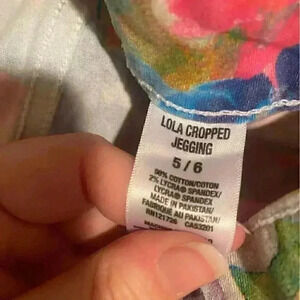 LOLA CROPPED
JEGGING
5/6
98% COTTON/COTON
2% LYCRA® SPANDEX/
LYCRA® SPANDEX
MADE IN PAKISTAN/
FABRIQUE AU PAKISTAN
RN121726 CA53201